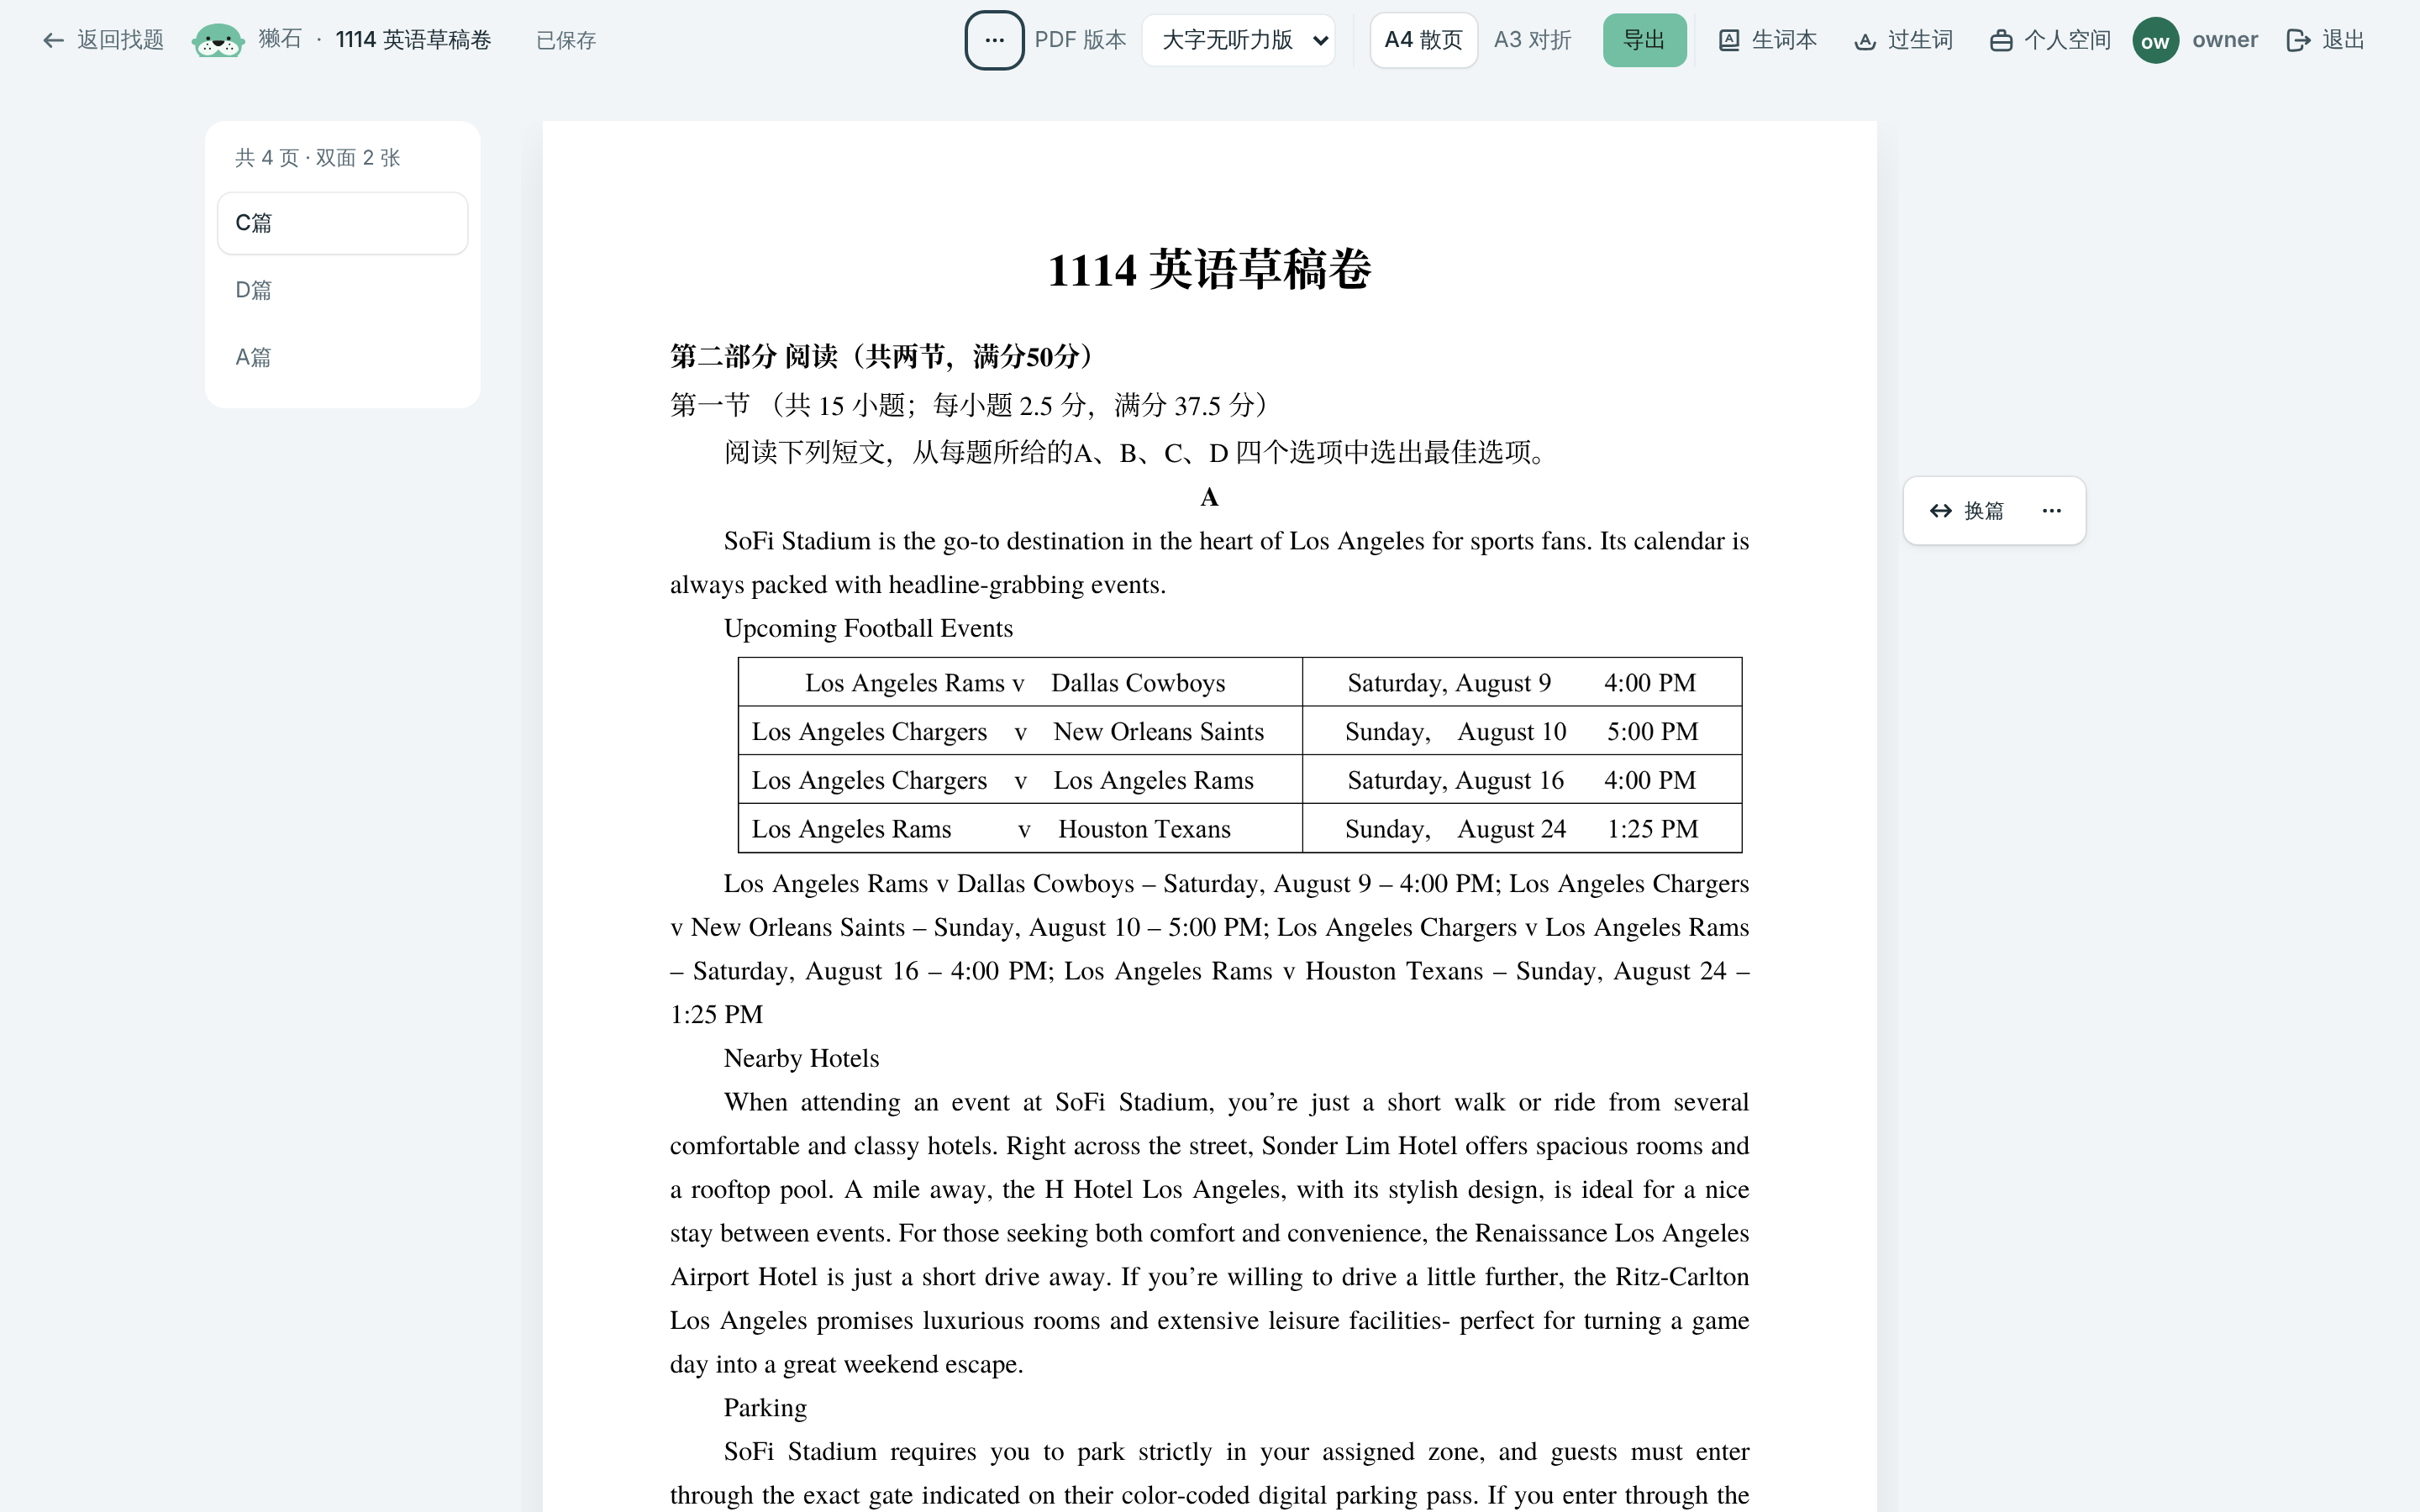 返回找题 獭石 · 1114 英语草稿卷 已保存 ··· PDF 版本 大字无听力版 A4 散页 A3 对折 导出 生词本 过生词 个人空间 ow owner 退出
共 4 页 · 双面 2 张
C篇
D篇
A篇
1114 英语草稿卷
第二部分 阅读（共两节，满分50分）
第一节 （共 15 小题；每小题 2.5 分，满分 37.5 分）
阅读下列短文，从每题所给的A、B、C、D 四个选项中选出最佳选项。
A
换篇 ···
SoFi Stadium is the go-to destination in the heart of Los Angeles for sports fans. Its calendar is
always packed with headline-grabbing events.
Upcoming Football Events
Los Angeles Rams v Dallas Cowboys Saturday, August 9 4:00 PM
Los Angeles Chargers v New Orleans Saints Sunday, August 10 5:00 PM
Los Angeles Chargers v Los Angeles Rams Saturday, August 16 4:00 PM
Los Angeles Rams v Houston Texans Sunday, August 24 1:25 PM
Los Angeles Rams v Dallas Cowboys – Saturday, August 9 – 4:00 PM; Los Angeles Chargers
v New Orleans Saints – Sunday, August 10 – 5:00 PM; Los Angeles Chargers v Los Angeles Rams
– Saturday, August 16 – 4:00 PM; Los Angeles Rams v Houston Texans – Sunday, August 24 –
1:25 PM
Nearby Hotels
When attending an event at SoFi Stadium, you’re just a short walk or ride from several
comfortable and classy hotels. Right across the street, Sonder Lim Hotel offers spacious rooms and
a rooftop pool. A mile away, the H Hotel Los Angeles, with its stylish design, is ideal for a nice
stay between events. For those seeking both comfort and convenience, the Renaissance Los Angeles
Airport Hotel is just a short drive away. If you’re willing to drive a little further, the Ritz-Carlton
Los Angeles promises luxurious rooms and extensive leisure facilities- perfect for turning a game
day into a great weekend escape.
Parking
SoFi Stadium requires you to park strictly in your assigned zone, and guests must enter
through the exact gate indicated on their color-coded digital parking pass. If you enter through the